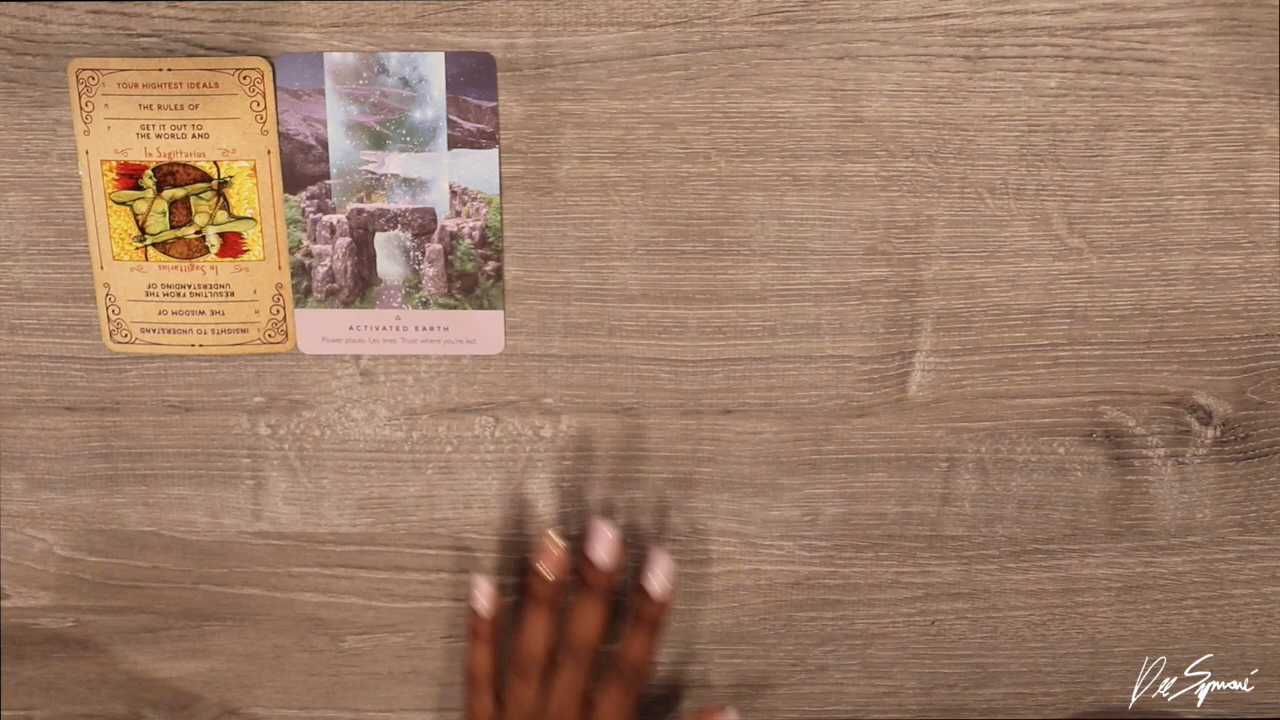 YOUR HIGHTEST IDEALS
THE RULES OF
GET IT OUT TO
THE WORLD AND
In Sagittarius
In Sagittarius
RESULTING FROM THE
UNDERSTANDING OF
THE WISDOM OF
INSIGHTS TO UNDERSTAND
ACTIVATED EARTH
Power places. Ley lines. Trust where you're led.
Dee Symoné